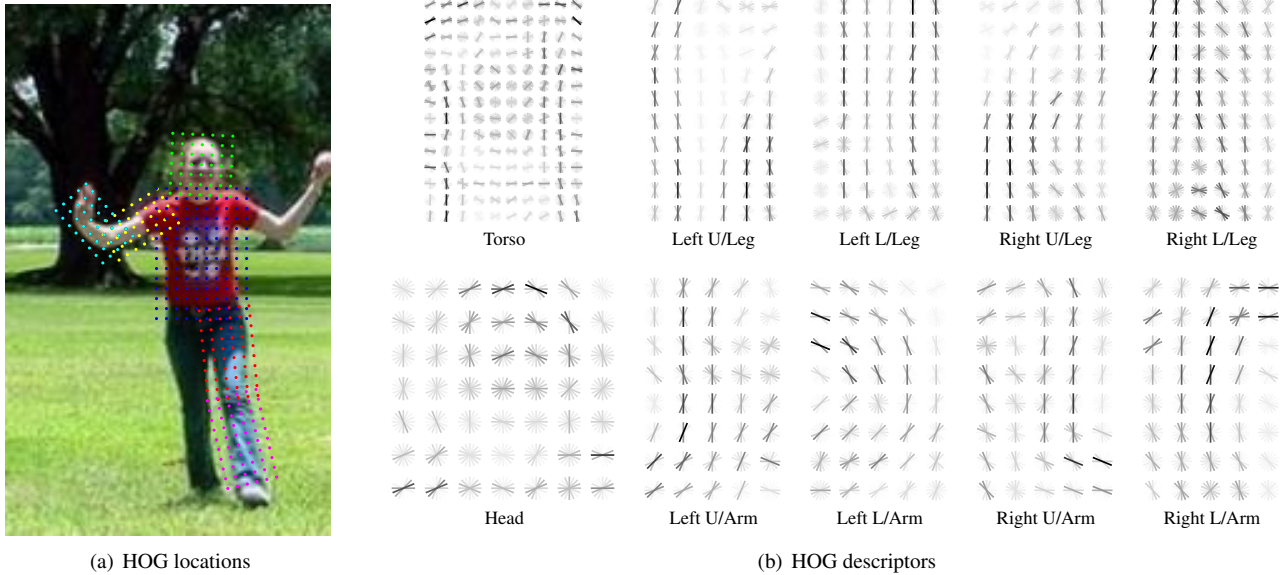 Torso
Left U/Leg
Left L/Leg
Right U/Leg
Right L/Leg
Head
Left U/Arm
Left L/Arm
Right U/Arm
Right L/Arm
(a) HOG locations
(b) HOG descriptors